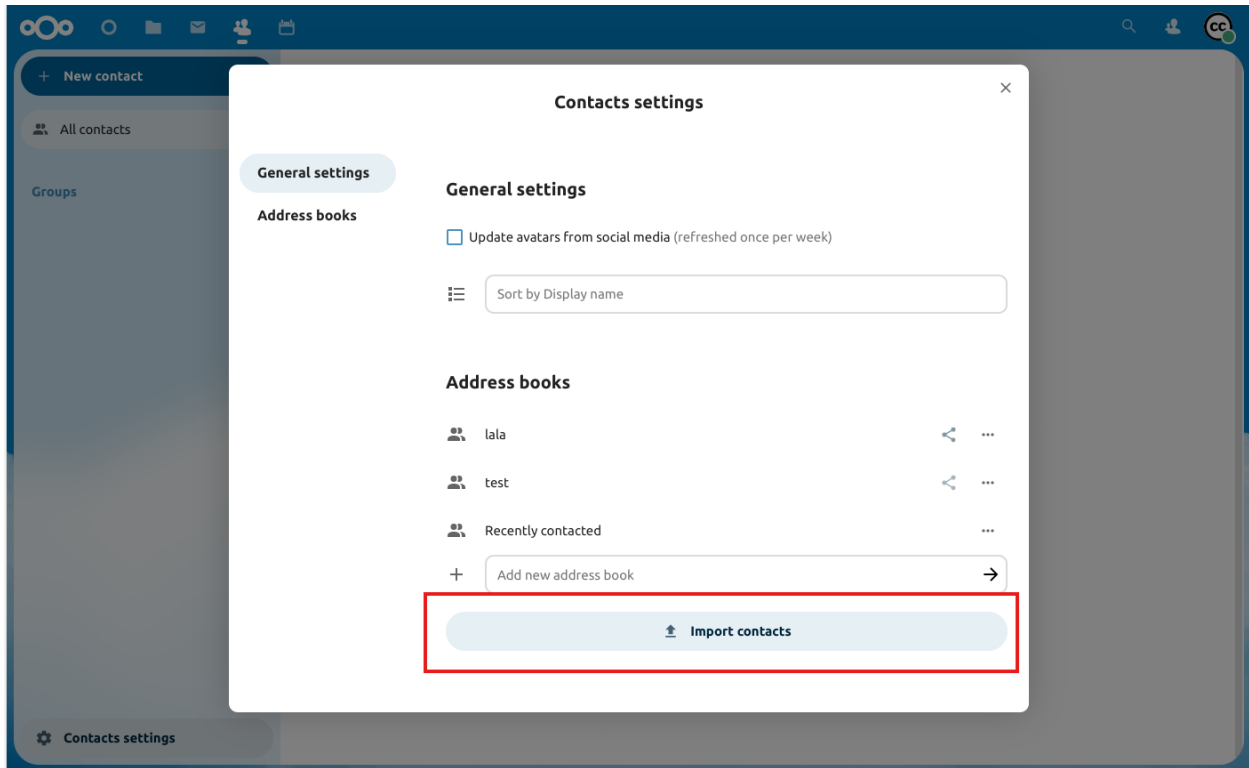 CC
New contact
All contacts
Groups
Contacts settings
General settings
Address books
General settings
Update avatars from social media (refreshed once per week)
Sort by Display name
Address books
lala
test
Recently contacted
Add new address book
Import contacts
Contacts settings